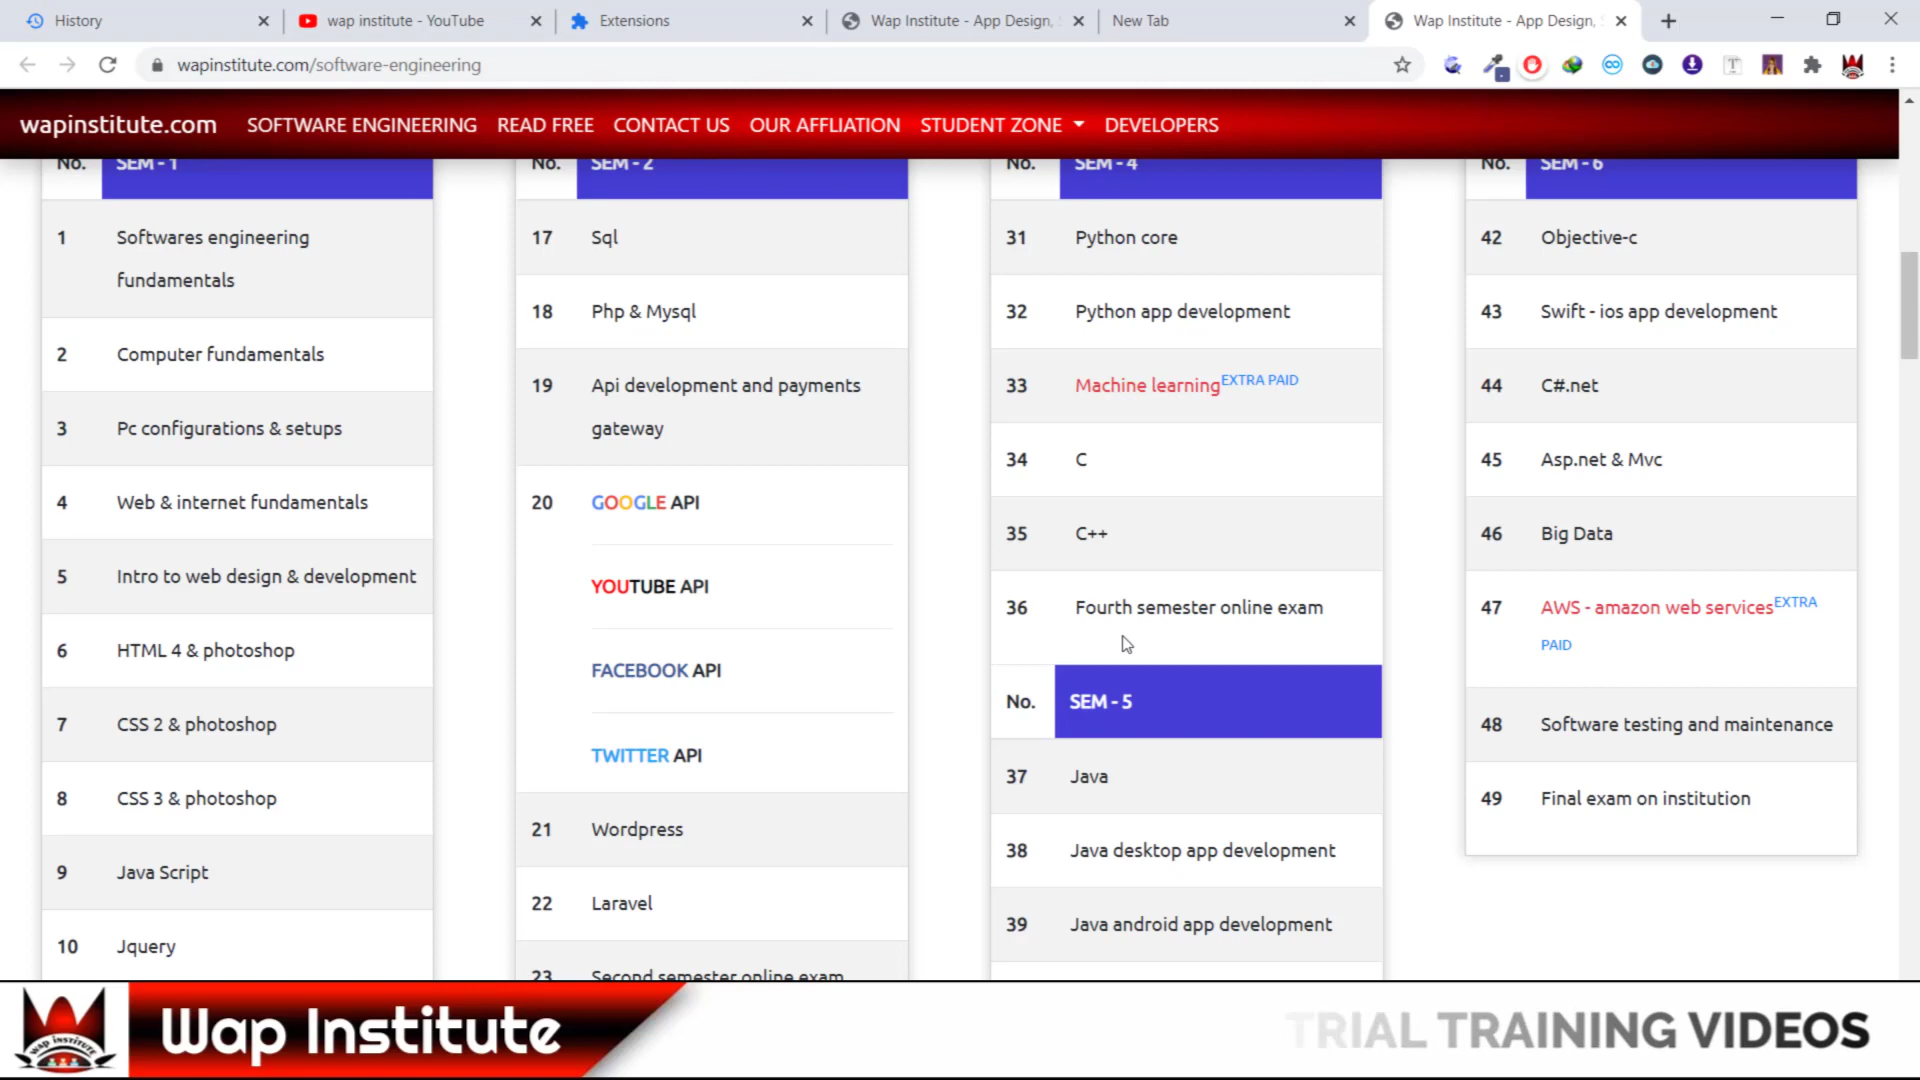 History
wap institute - YouTube
Extensions
Wap Institute - App Design,
New Tab
Wap Institute - App Design,
wapinstitute.com/software-engineering
wapinstitute.com
SOFTWARE ENGINEERING
READ FREE
CONTACT US
OUR AFFLIATION
STUDENT ZONE
DEVELOPERS
No. SEM - 1
1 Softwares engineering
fundamentals
2 Computer fundamentals
3 Pc configurations & setups
4 Web & internet fundamentals
5 Intro to web design & development
6 HTML 4 & photoshop
7 CSS 2 & photoshop
8 CSS 3 & photoshop
9 Java Script
10 Jquery
No. SEM - 2
17 Sql
18 Php & Mysql
19 Api development and payments
gateway
20 GOOGLE API
YOUTUBE API
FACEBOOK API
TWITTER API
21 Wordpress
22 Laravel
23 Second semester online exam
No. SEM - 4
31 Python core
32 Python app development
33 Machine learning EXTRA PAID
34 C
35 C++
36 Fourth semester online exam
No. SEM - 5
37 Java
38 Java desktop app development
39 Java android app development
No. SEM - 6
42 Objective-c
43 Swift - ios app development
44 C#.net
45 Asp.net & Mvc
46 Big Data
47 AWS - amazon web services EXTRA
PAID
48 Software testing and maintenance
49 Final exam on institution
Wap Institute
Wap Institute
TRIAL TRAINING VIDEOS